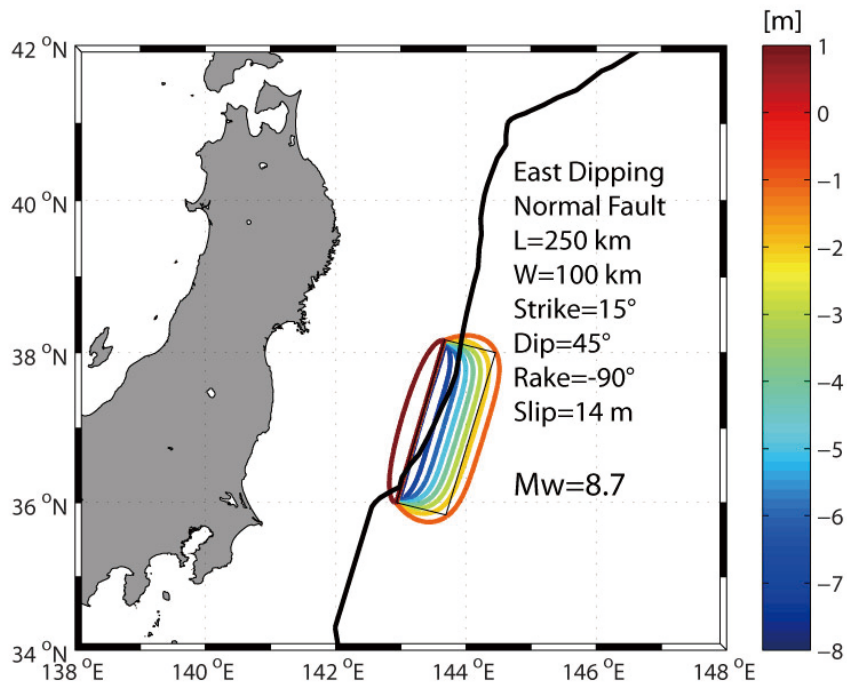 [m]
42 °N
40 °N
38 °N
36 °N
34 °N
138 °E
140 °E
142 °E
144 °E
146 °E
148 °E
East Dipping
Normal Fault
L=250 km
W=100 km
Strike=15°
Dip=45°
Rake=-90°
Slip=14 m
Mw=8.7
1
0
−1
−2
−3
−4
−5
−6
−7
−8